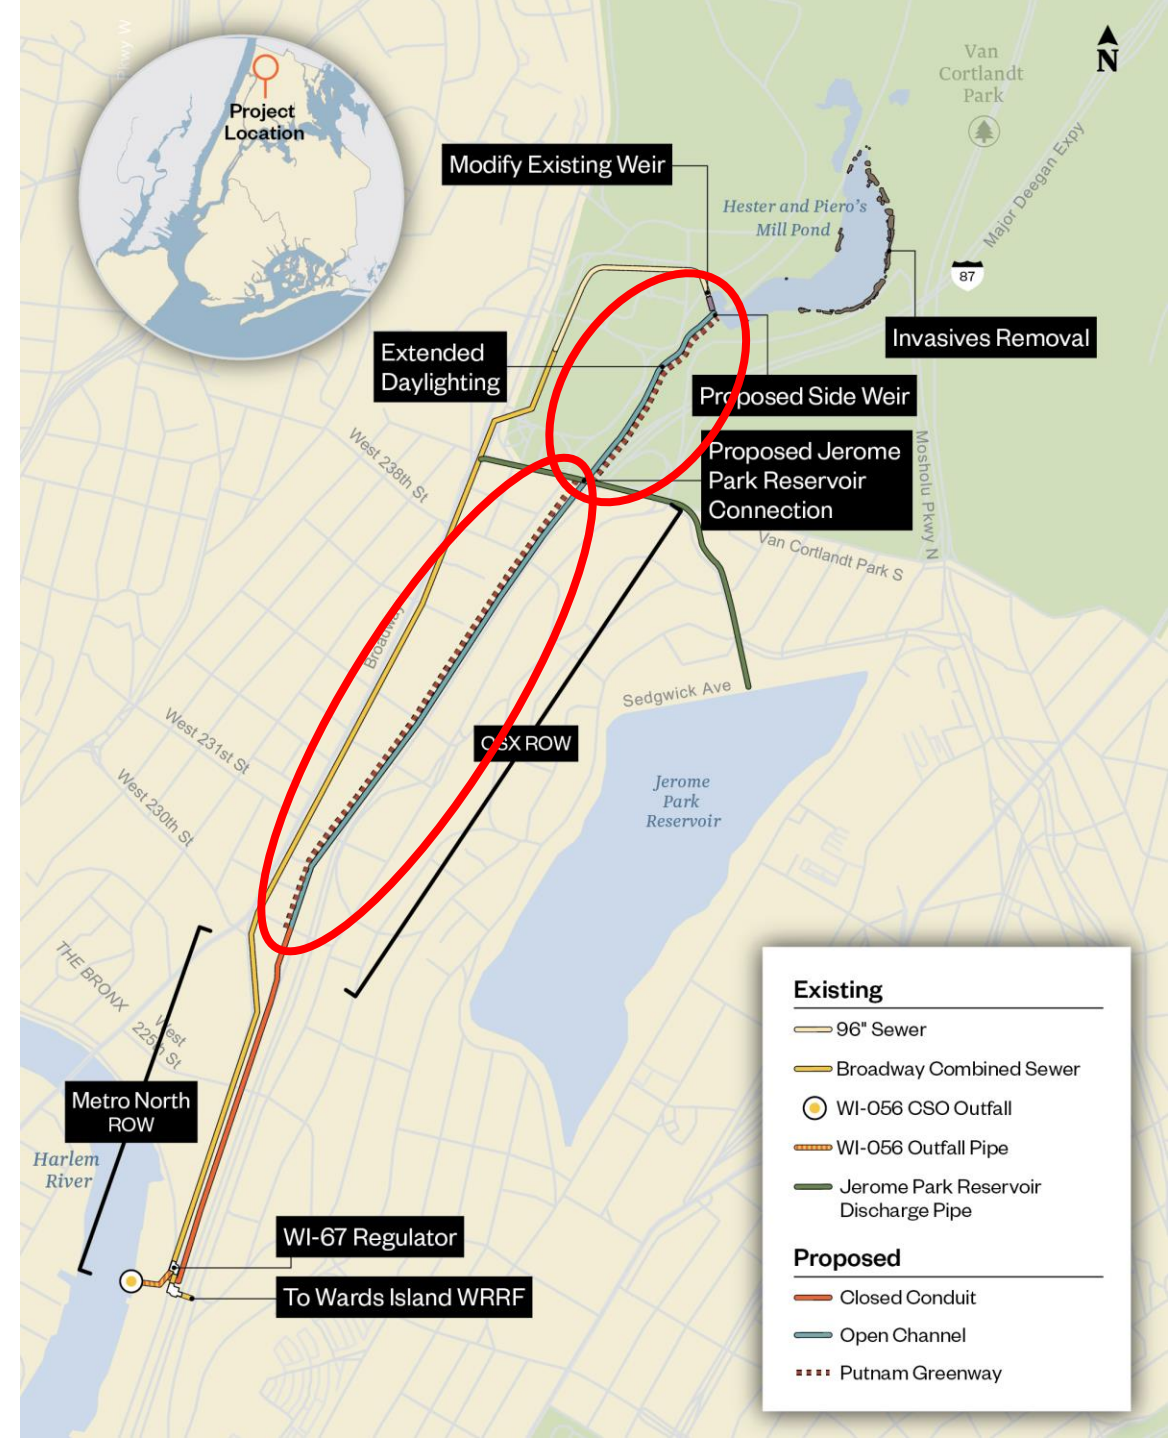 Pkwy W
N
Van
Cortlandt
Park
Project
Location
Modify Existing Weir
Major Deegan Expy
Hester and Piero's
Mill Pond
87
Invasives Removal
Extended
Daylighting
Proposed Side Weir
West 238th St
Proposed Jerome
Park Reservoir
Connection
Mosholu Pkwy N
Van Cortlandt Park S
Broadway
Sedgwick Ave
West 231st St
CSX ROW
West 230th St
Jerome
Park
Reservoir
THE BRONX
West
225th St
Metro North
ROW
Harlem
River
WI-67 Regulator
To Wards Island WRRF
Existing
96" Sewer
Broadway Combined Sewer
WI-056 CSO Outfall
WI-056 Outfall Pipe
Jerome Park Reservoir
Discharge Pipe
Proposed
Closed Conduit
Open Channel
Putnam Greenway